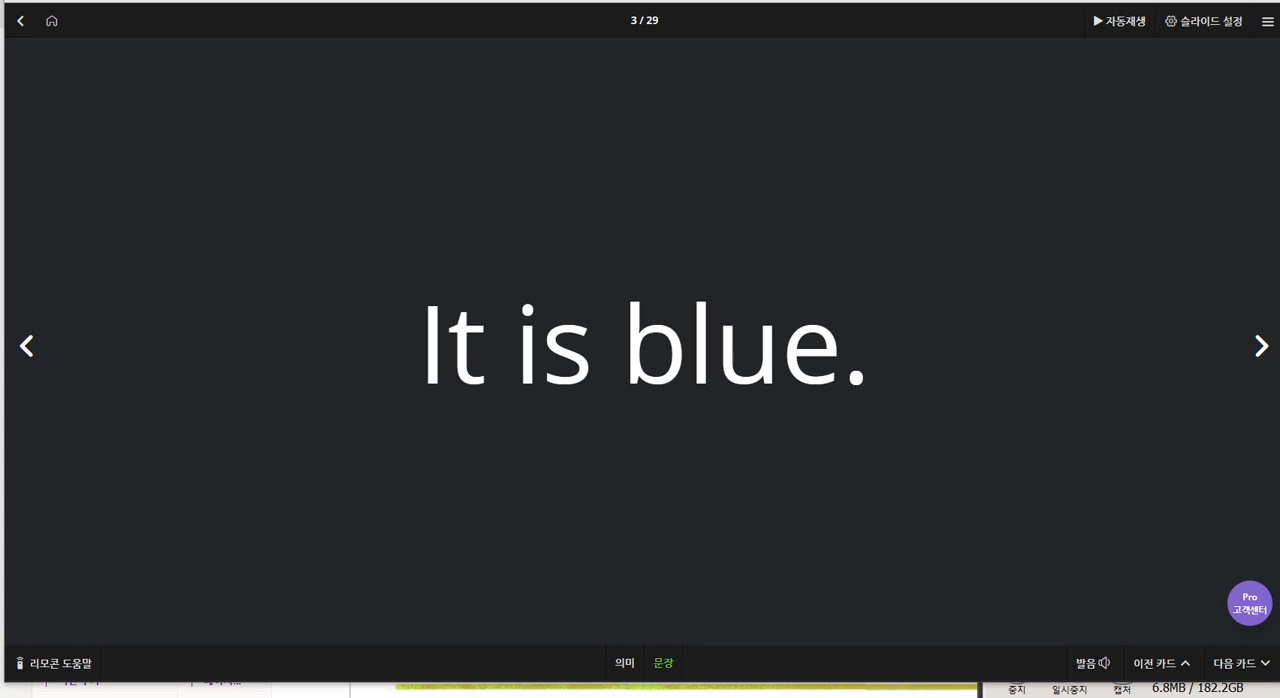 3 / 29
자동재생
슬라이드 설정
It is blue.
Pro
고객센터
리모콘 도움말
의미
문장
발음
이전 카드
다음 카드
중지
일시중지
캡처
6.8MB / 182.2GB